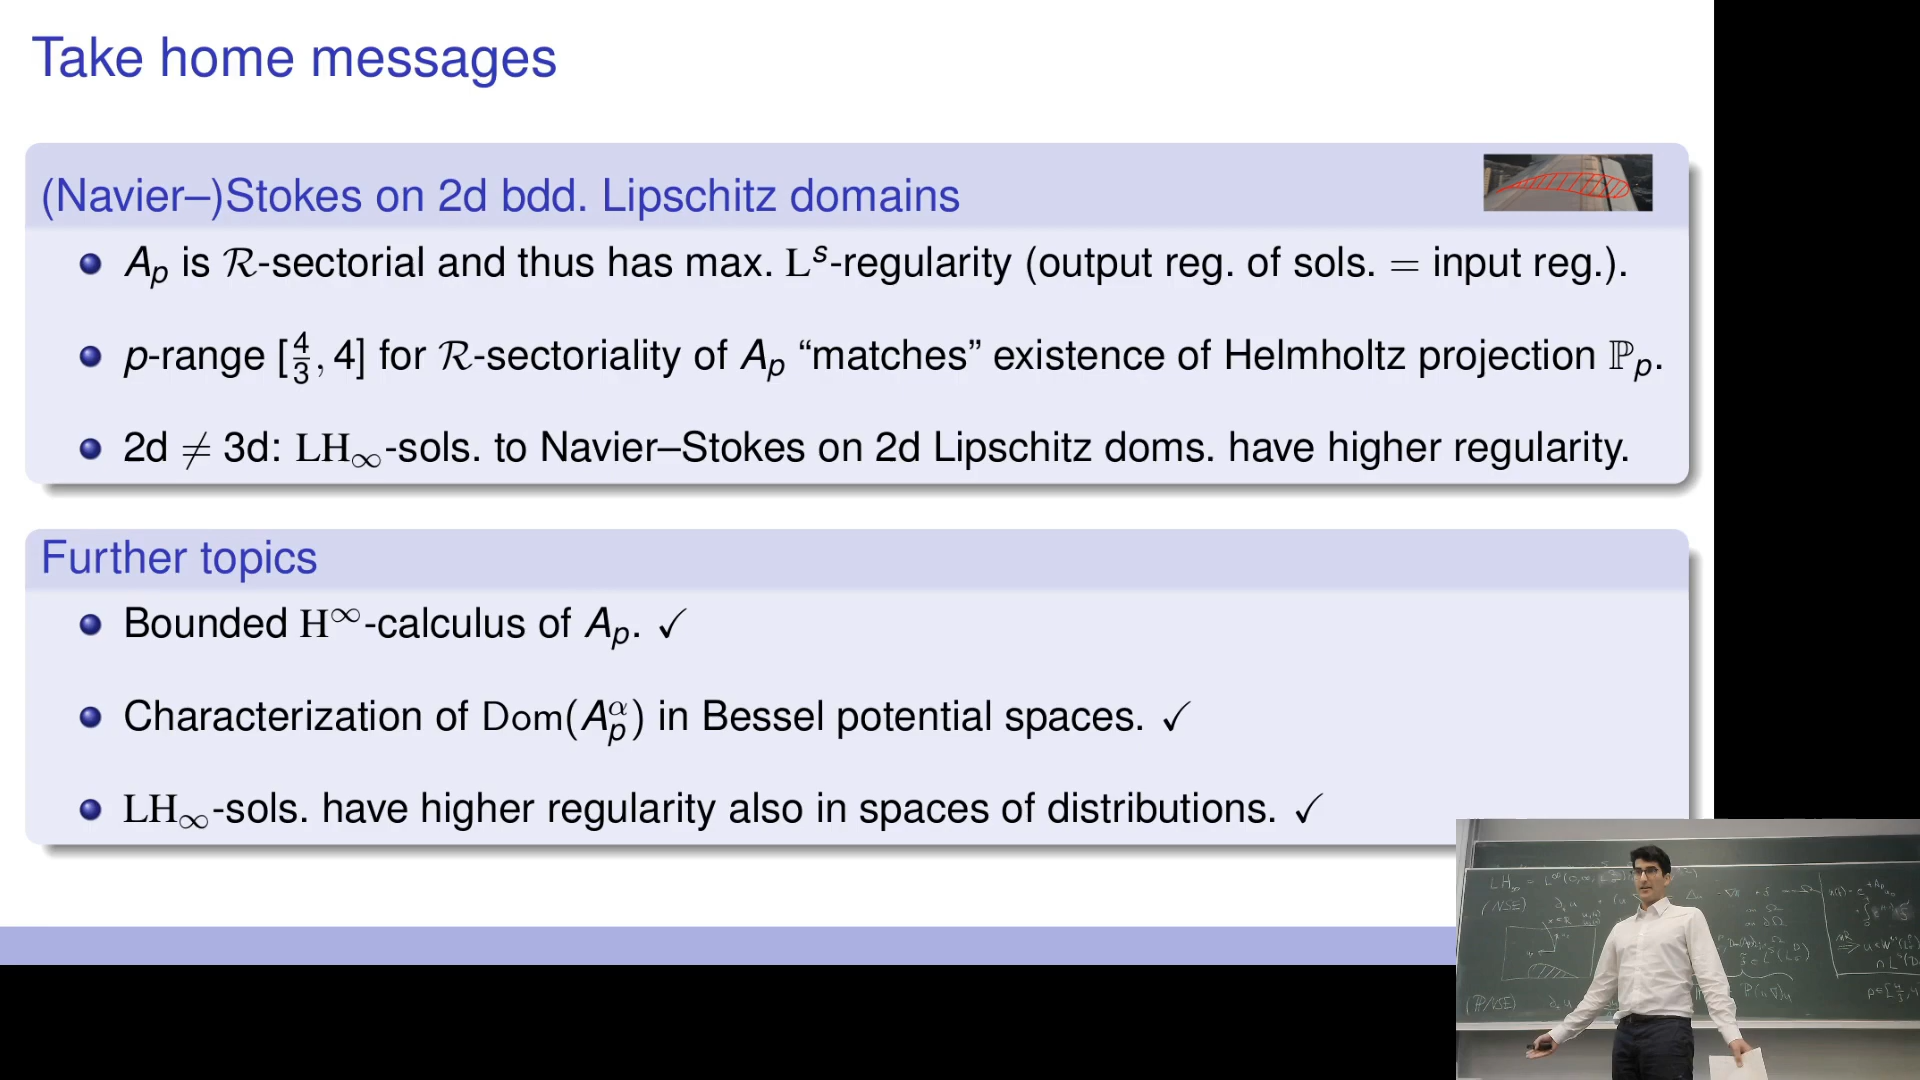 Take home messages
(Navier–)Stokes on 2d bdd. Lipschitz domains
A_p is ℛ-sectorial and thus has max. L^s-regularity (output reg. of sols. = input reg.).
p-range [4/3, 4] for ℛ-sectoriality of A_p “matches” existence of Helmholtz projection ℙ_p.
2d ≠ 3d: LH_∞-sols. to Navier–Stokes on 2d Lipschitz doms. have higher regularity.
Further topics
Bounded H^∞-calculus of A_p. ✓
Characterization of Dom(A_p^α) in Bessel potential spaces. ✓
LH_∞-sols. have higher regularity also in spaces of distributions. ✓
LH_∞ = L^∞(0,∞,
(NSE)
(PNSE)